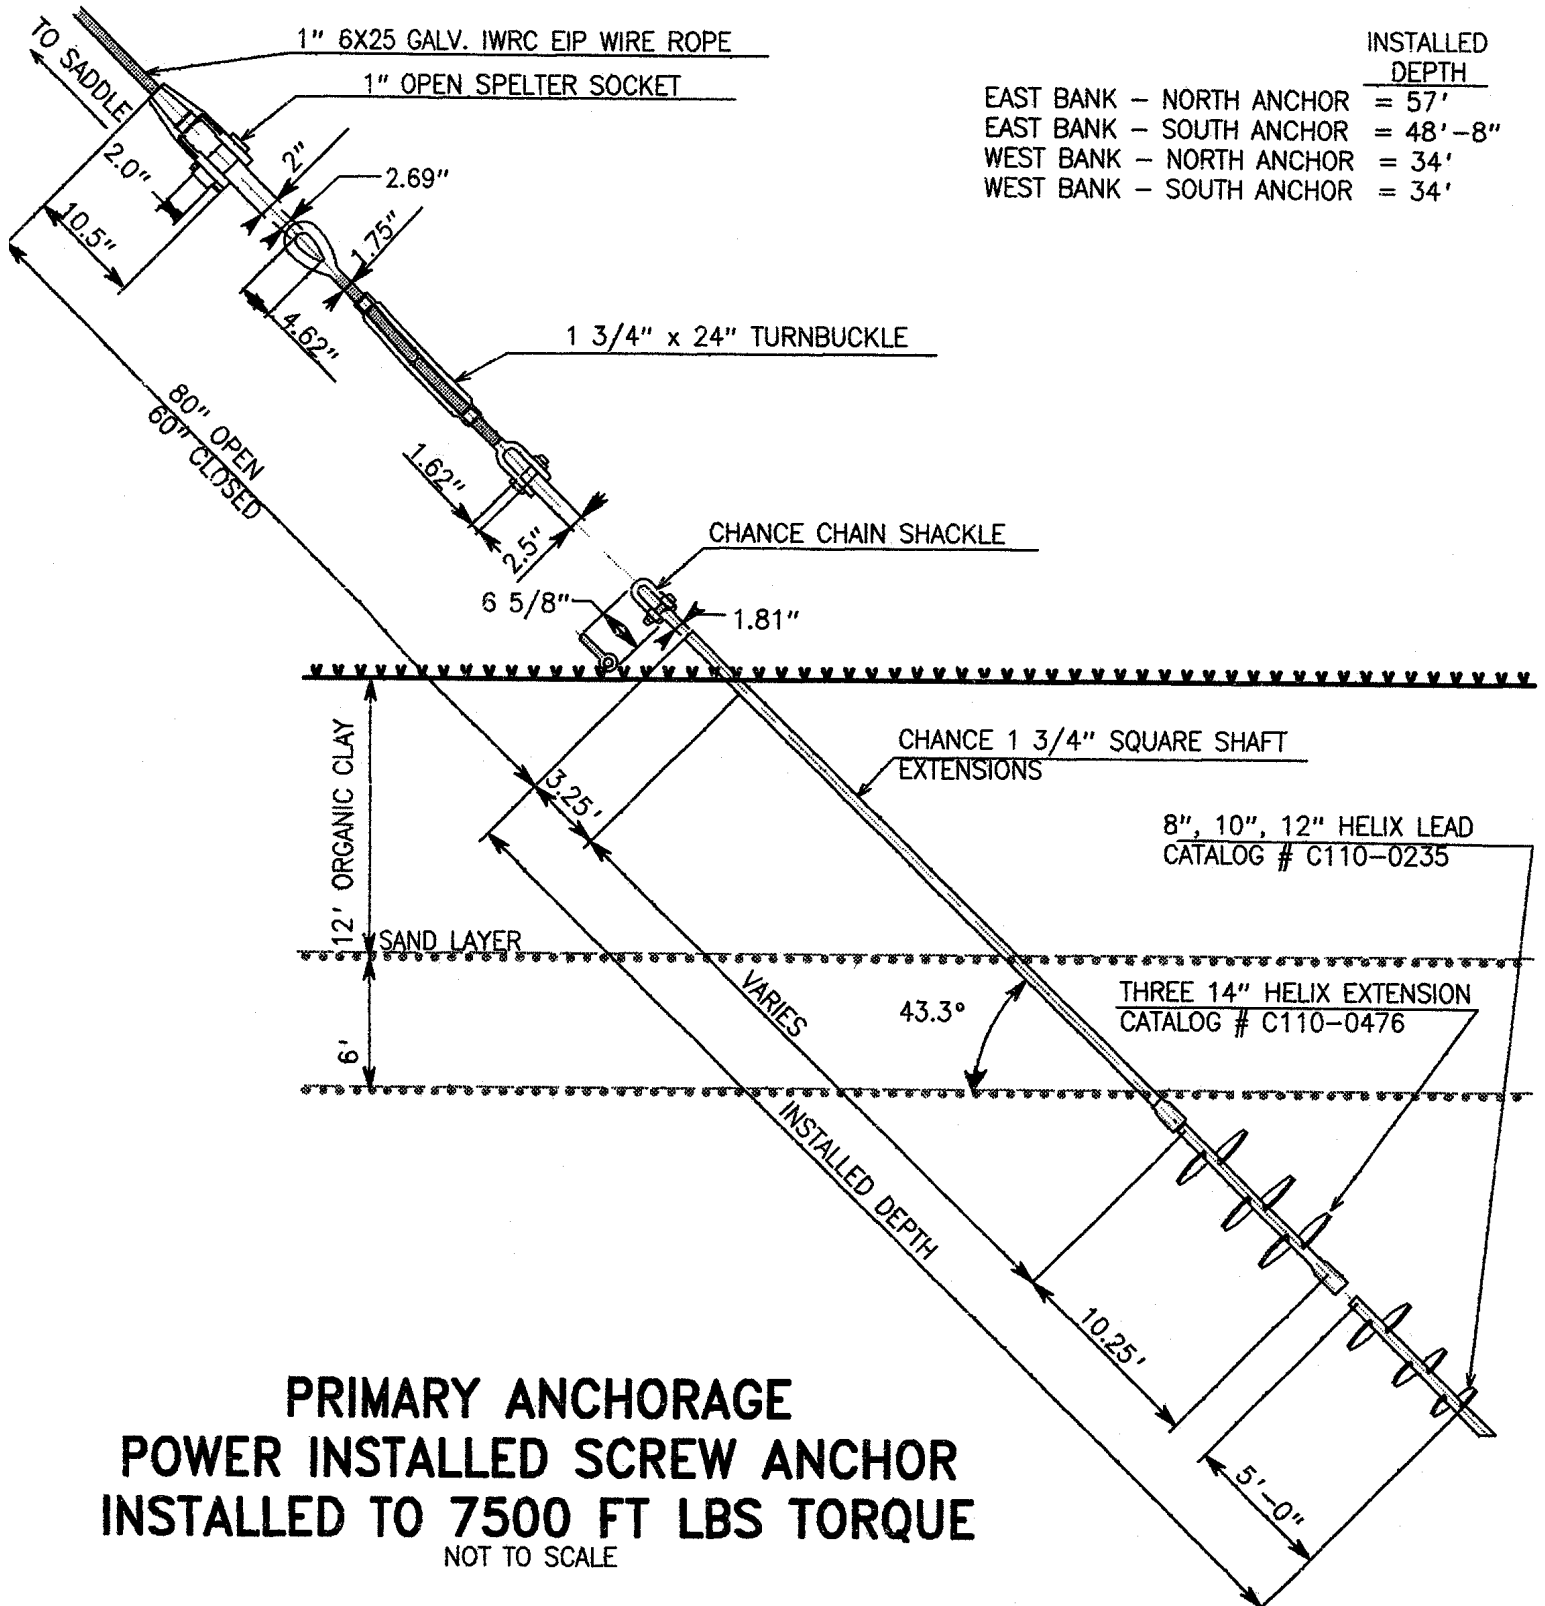 TO SADDLE
1" 6X25 GALV. IWRC EIP WIRE ROPE
1" OPEN SPELTER SOCKET
INSTALLED
DEPTH
EAST BANK – NORTH ANCHOR = 57'
EAST BANK – SOUTH ANCHOR = 48'-8"
WEST BANK – NORTH ANCHOR = 34'
WEST BANK – SOUTH ANCHOR = 34'
2.0"
2"
2.69"
10.5"
1.75"
4.62"
1 3/4" x 24" TURNBUCKLE
80" OPEN
60" CLOSED
1.62"
2.5"
CHANCE CHAIN SHACKLE
6 5/8"
1.81"
12' ORGANIC CLAY
3.25'
CHANCE 1 3/4" SQUARE SHAFT
EXTENSIONS
8", 10", 12" HELIX LEAD
CATALOG # C110-0235
SAND LAYER
VARIES
43.3°
THREE 14" HELIX EXTENSION
CATALOG # C110-0476
6'
INSTALLED DEPTH
10.25'
5'-0"
PRIMARY ANCHORAGE
POWER INSTALLED SCREW ANCHOR
INSTALLED TO 7500 FT LBS TORQUE
NOT TO SCALE